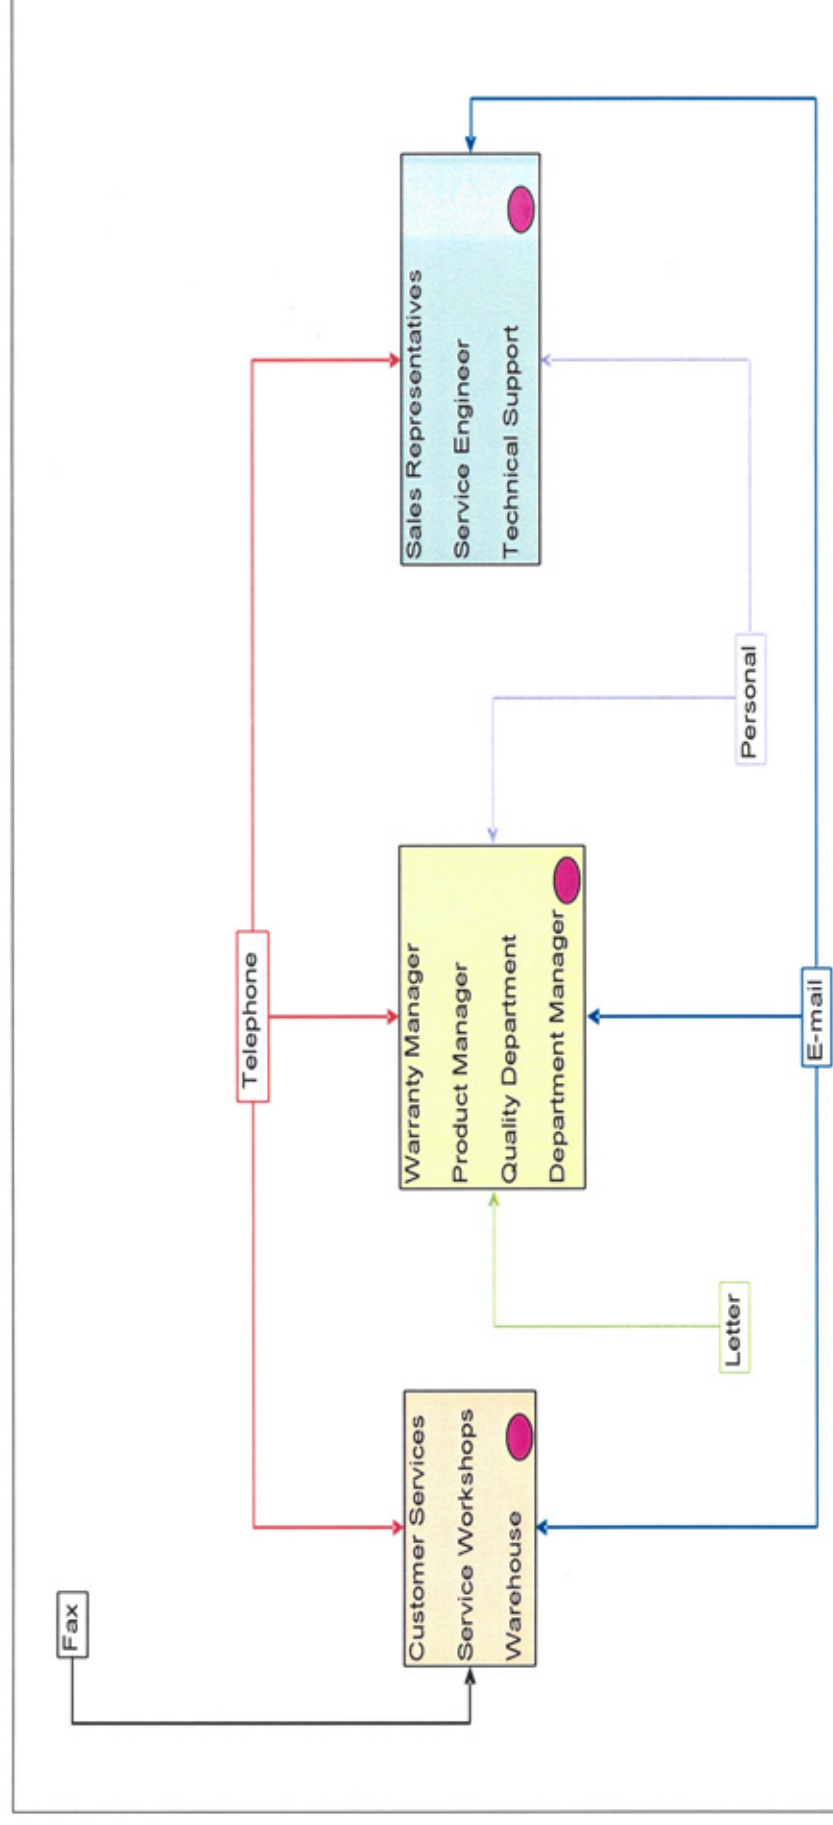 Fax
Telephone
Customer Services
Service Workshops
Warehouse
Warranty Manager
Product Manager
Quality Department
Department Manager
Sales Representatives
Service Engineer
Technical Support
Letter
Personal
E-mail